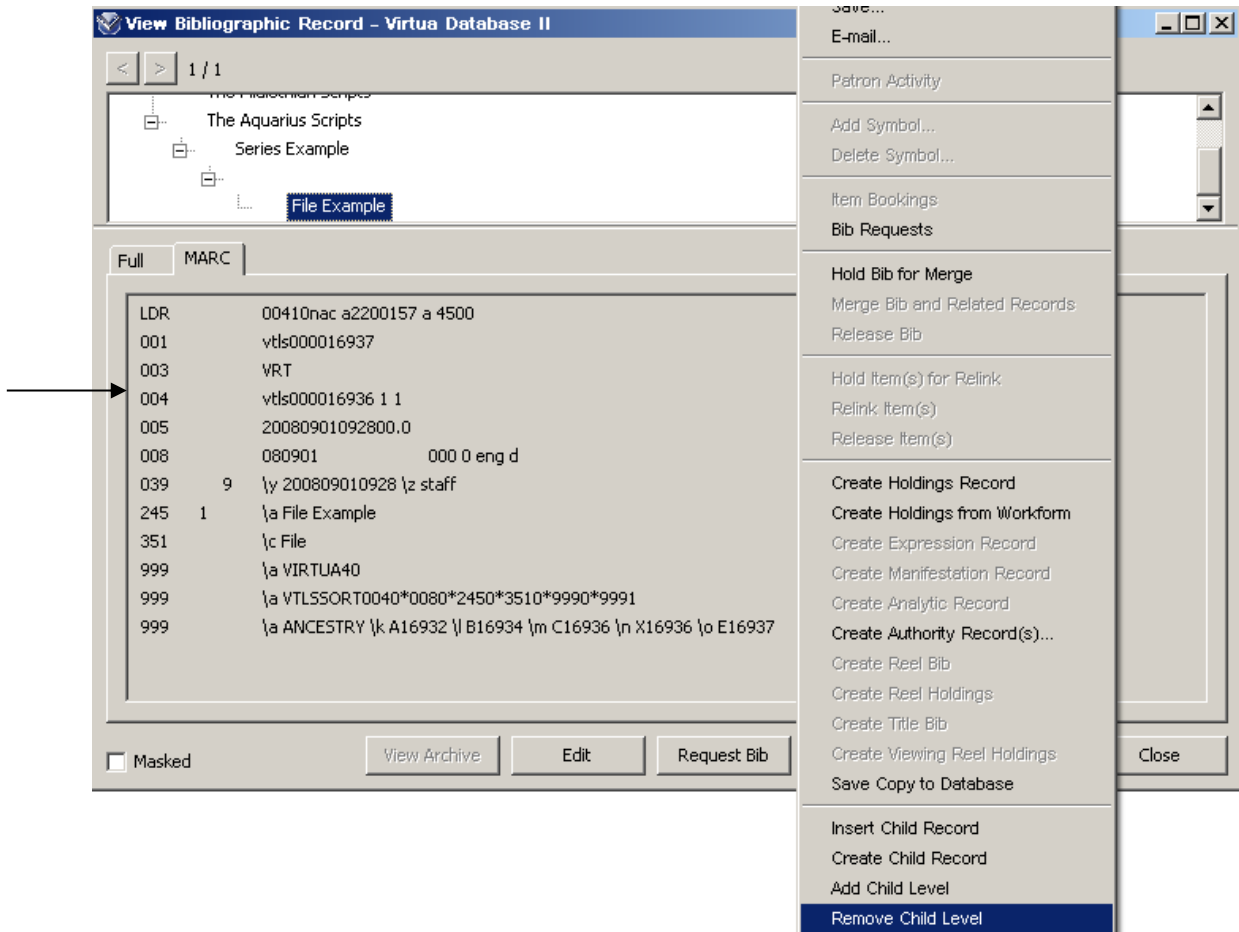 View Bibliographic Record – Virtua Database II
< > 1 / 1
The Aquarius Scripts
Series Example
File Example
Full MARC
LDR 00410nac a2200157 a 4500
001 vtls000016937
003 VRT
004 vtls000016936 1 1
005 20080901092800.0
008 080901 000 0 eng d
039 9 \y 200809010928 \z staff
245 1 \a File Example
351 \c File
999 \a VIRTUA40
999 \a VTLSSORT0040*0080*2450*3510*9990*9991
999 \a ANCESTRY \k A16932 \l B16934 \m C16936 \n X16936 \o E16937
Masked View Archive Edit Request Bib Close
Save...
E-mail...
Patron Activity
Add Symbol...
Delete Symbol...
Item Bookings
Bib Requests
Hold Bib for Merge
Merge Bib and Related Records
Release Bib
Hold Item(s) for Relink
Relink Item(s)
Release Item(s)
Create Holdings Record
Create Holdings from Workform
Create Expression Record
Create Manifestation Record
Create Analytic Record
Create Authority Record(s)...
Create Reel Bib
Create Reel Holdings
Create Title Bib
Create Viewing Reel Holdings
Save Copy to Database
Insert Child Record
Create Child Record
Add Child Level
Remove Child Level